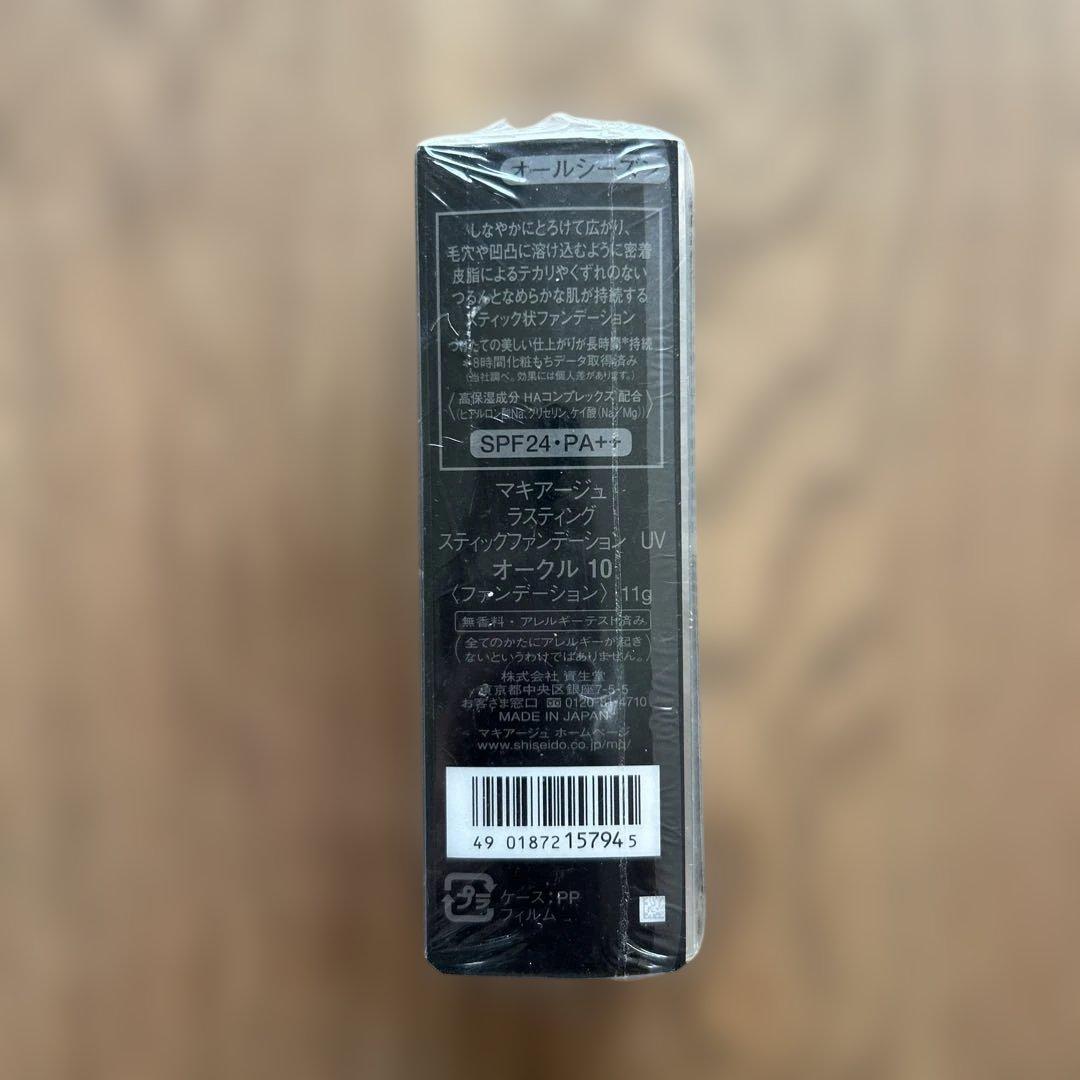 オールシーズン
しなやかにとろけて広がり、
毛穴や凹凸に溶け込むように密着
皮脂によるテカリやくずれのない
つるんとなめらかな肌が持続する
スティック状ファンデーション
つけたての美しい仕上がりが長時間*持続
*8時間化粧もちデータ取得済み
(当社調べ。効果には個人差があります。)
高保湿成分 HAコンプレックス 配合
(ヒアルロン酸Na、グリセリン、ケイ酸(Na/Mg))
SPF24・PA++
マキアージュ
ラスティング
スティックファンデーション UV
オークル 10
〈ファンデーション〉 11g
無香料・アレルギーテスト済み
(全てのかたにアレルギーが起き
ないというわけではありません。)
株式会社 資生堂
東京都中央区銀座7-5-5
お客さま窓口 0120-81-4710
MADE IN JAPAN
マキアージュ ホームページ
www.shiseido.co.jp/mq/
49 01872 157945
プラ ケース:PP
フィルム